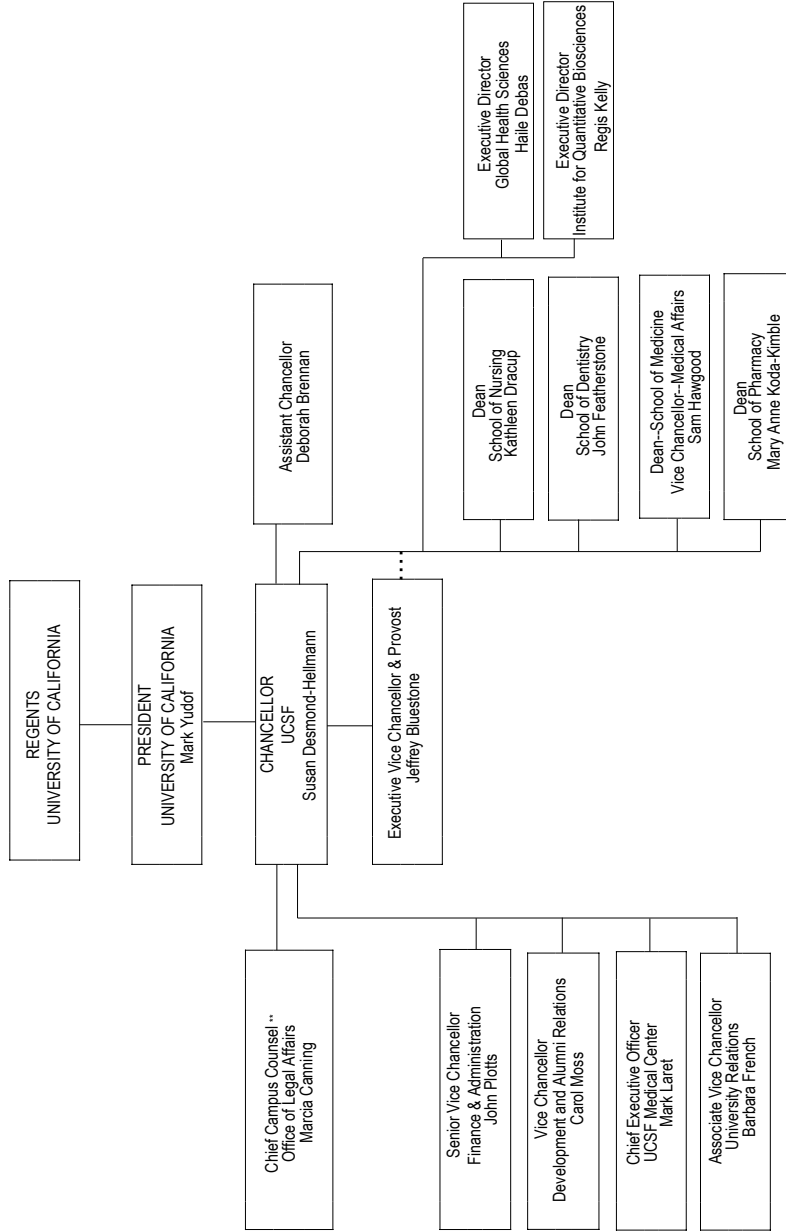 REGENTS
UNIVERSITY OF CALIFORNIA
PRESIDENT
UNIVERSITY OF CALIFORNIA
Mark Yudof
CHANCELLOR
UCSF
Susan Desmond-Hellmann
Assistant Chancellor
Deborah Brennan
Chief Campus Counsel **
Office of Legal Affairs
Marcia Canning
Executive Vice Chancellor & Provost
Jeffrey Bluestone
Senior Vice Chancellor
Finance & Administration
John Plotts
Vice Chancellor
Development and Alumni Relations
Carol Moss
Chief Executive Officer
UCSF Medical Center
Mark Laret
Associate Vice Chancellor
University Relations
Barbara French
Dean
School of Nursing
Kathleen Dracup
Dean
School of Dentistry
John Featherstone
Dean--School of Medicine
Vice Chancellor--Medical Affairs
Sam Hawgood
Dean
School of Pharmacy
Mary Anne Koda-Kimble
Executive Director
Global Health Sciences
Haile Debas
Executive Director
Institute for Quantitative Biosciences
Regis Kelly